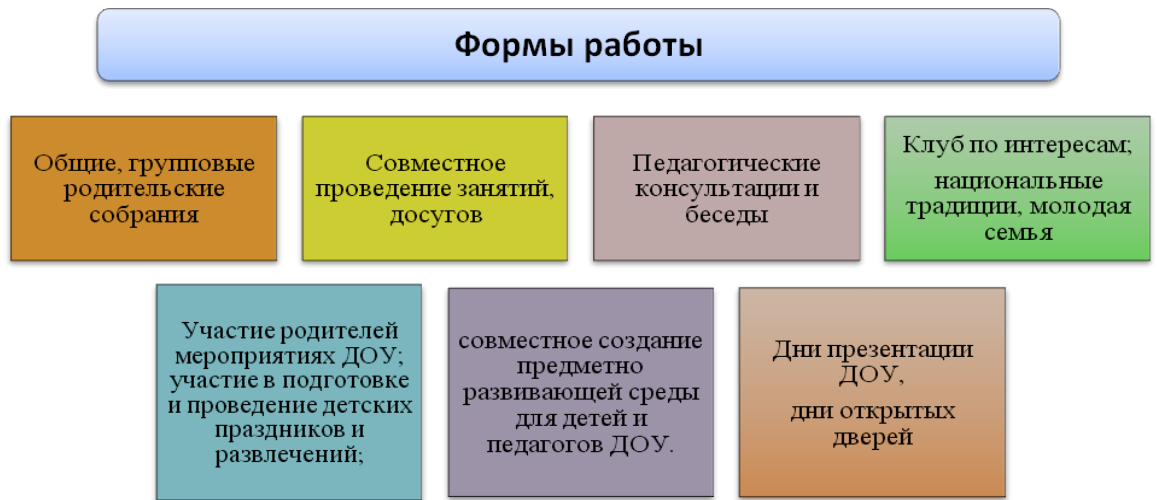 Формы работы
Общие, групповые
родительские
собрания
Совместное
проведение занятий,
досугов
Педагогические
консультации и
беседы
Клуб по интересам;
национальные
традиции, молодая
семья
Участие родителей
мероприятиях ДОУ;
участие в подготовке
и проведение детских
праздников и
развлечений;
совместное создание
предметно
развивающей среды
для детей и
педагогов ДОУ.
Дни презентации
ДОУ,
дни открытых
дверей